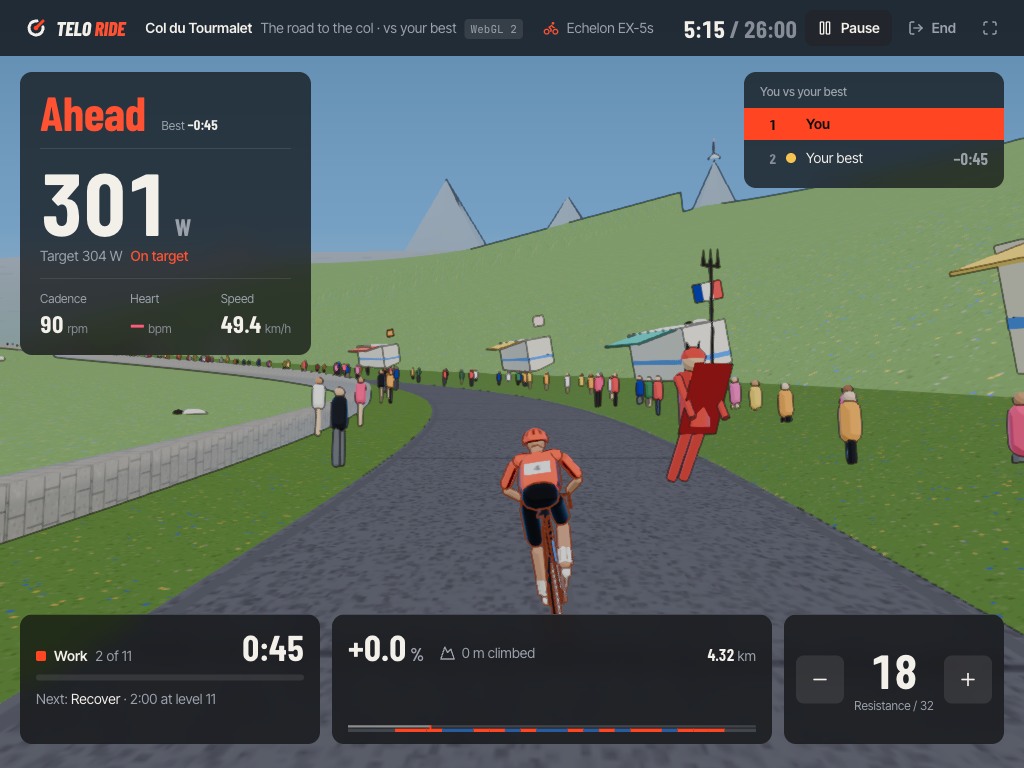 TELO RIDE
Col du Tourmalet The road to the col · vs your best WebGL 2
Echelon EX-5s
5:15 / 26:00
Pause
End
Ahead Best −0:45
301 W
Target 304 W On target
Cadence Heart Speed
90 rpm – bpm 49.4 km/h
You vs your best
1 You
2 Your best −0:45
4
Work 2 of 11 0:45
Next: Recover · 2:00 at level 11
+0.0 % 0 m climbed 4.32 km
− 18 +
Resistance / 32